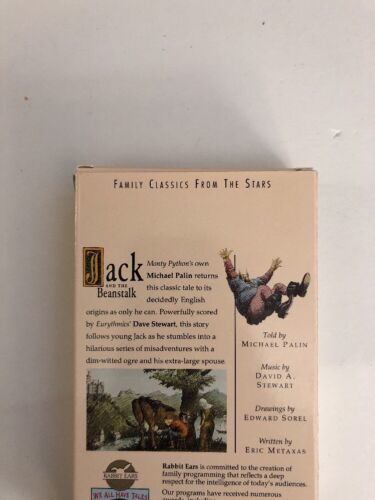 FAMILY CLASSICS FROM THE STARS
Jack
AND THE
Beanstalk
Monty Python's own
Michael Palin returns
this classic tale to its
decidedly English
origins as only he can. Powerfully scored
by Eurythmics' Dave Stewart, this story
follows young Jack as he stumbles into a
hilarious series of misadventures with a
dim-witted ogre and his extra-large spouse.
Told by
MICHAEL PALIN
Music by
DAVID A.
STEWART
Drawings by
EDWARD SOREL
Written by
ERIC METAXAS
RABBIT EARS
Rabbit Ears is committed to the creation of
family programming that reflects a deep
respect for the intelligence of today's audiences.
Our programs have received numerous
WE ALL HAVE TALES